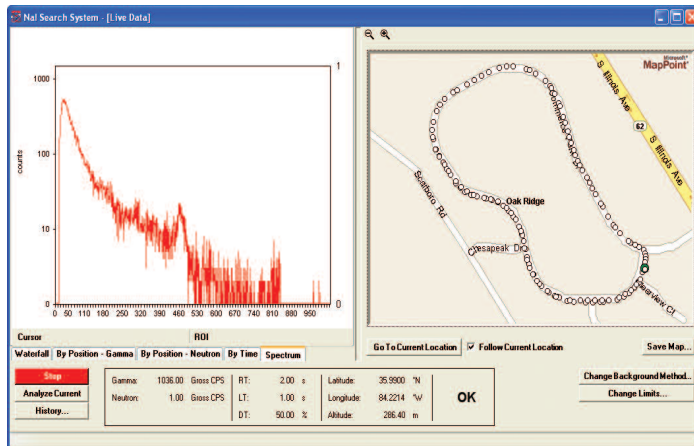 NaI Search System - [Live Data]
1000
100
10
0
counts
1
0
0 50 110 180 250 320 390 460 530 600 670 740 810 880 950
Cursor
ROI
Waterfall
By Position - Gamma
By Position - Neutron
By Time
Spectrum
Microsoft
MapPoint
S Illinois Ave
62
S Illinois Ave
Scarboro Rd
Oak Ridge
Go To Current Location
Follow Current Location
Save Map...
Stop
Analyze Current
History...
Gamma: 1036.00 Gross CPS
Neutron: 1.00 Gross CPS
RT: 2.00 s
LT: 1.00 s
DT: 50.00 %
Latitude: 35.9900 °N
Longitude: 84.2214 °W
Altitude: 286.40 m
OK
Change Background Method...
Change Limits...